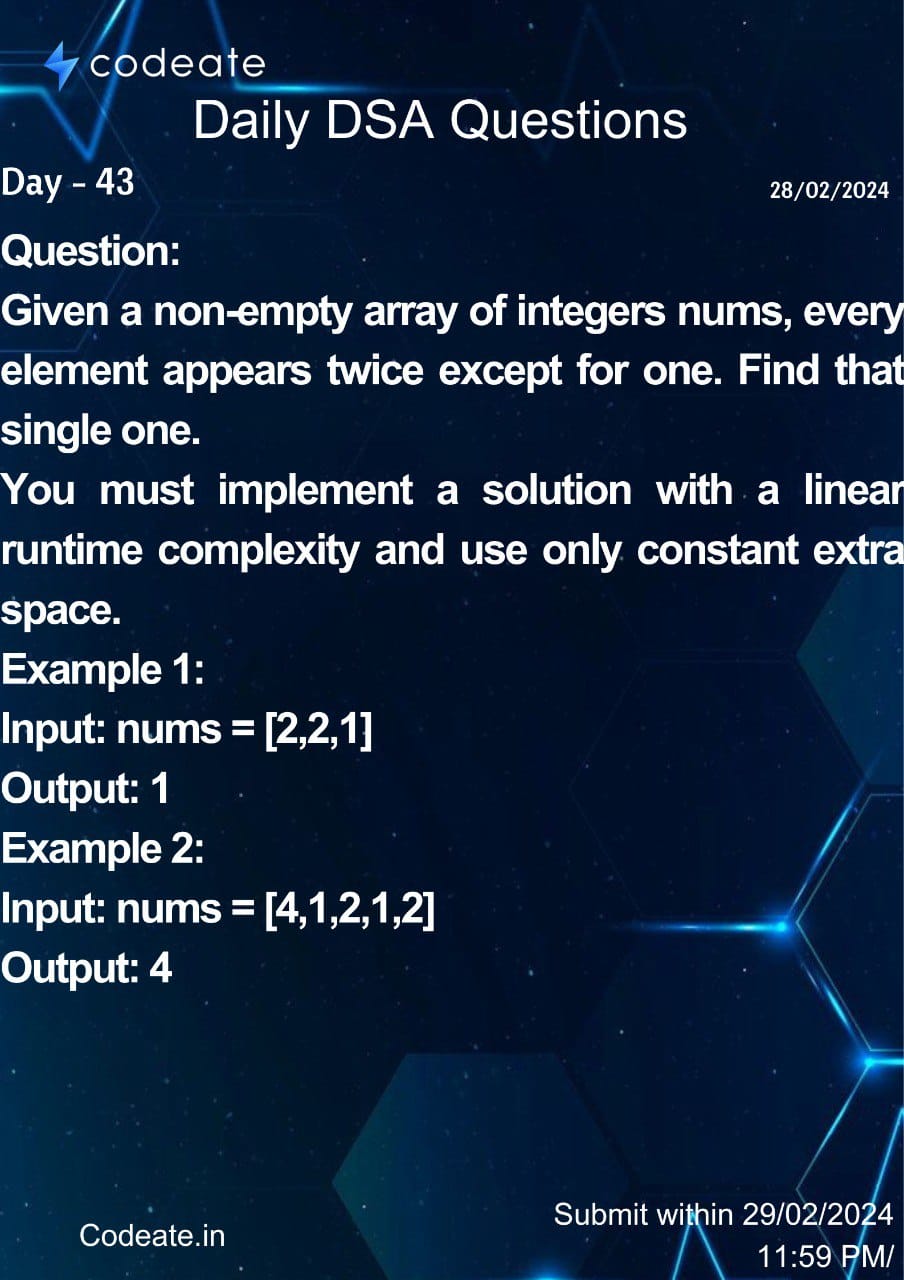 codeate
Daily DSA Questions
Day - 43
28/02/2024
Question:
Given a non-empty array of integers nums, every
element appears twice except for one. Find that
single one.
You must implement a solution with a linear
runtime complexity and use only constant extra
space.
Example 1:
Input: nums = [2,2,1]
Output: 1
Example 2:
Input: nums = [4,1,2,1,2]
Output: 4
Submit within 29/02/2024
11:59 PM/
Codeate.in